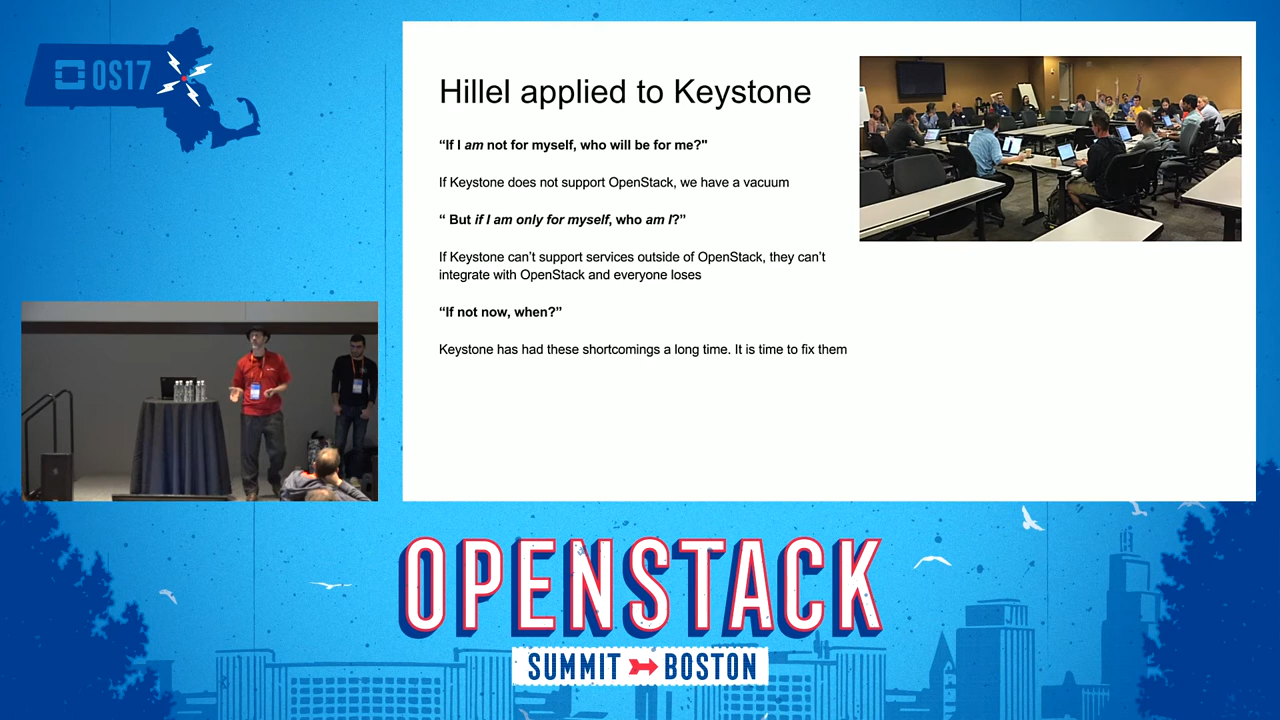 OS17
Hillel applied to Keystone
“If I am not for myself, who will be for me?"
If Keystone does not support OpenStack, we have a vacuum
“ But if I am only for myself, who am I?”
If Keystone can’t support services outside of OpenStack, they can’t
integrate with OpenStack and everyone loses
“If not now, when?”
Keystone has had these shortcomings a long time. It is time to fix them
OPENSTACK
SUMMIT BOSTON